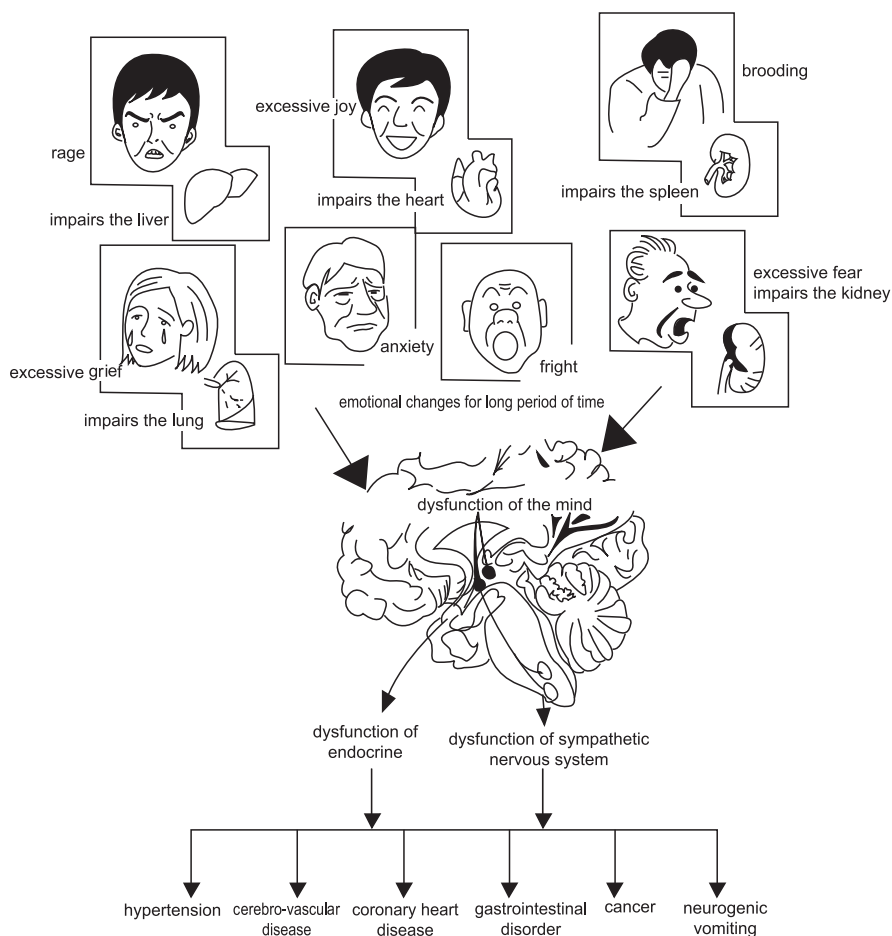 rage
impairs the liver
excessive joy
impairs the heart
brooding
impairs the spleen
excessive grief
impairs the lung
anxiety
fright
excessive fear
impairs the kidney
emotional changes for long period of time
dysfunction of the mind
dysfunction of
endocrine
dysfunction of sympathetic
nervous system
hypertension
cerebro-vascular
disease
coronary heart
disease
gastrointestinal
disorder
cancer
neurogenic
vomiting